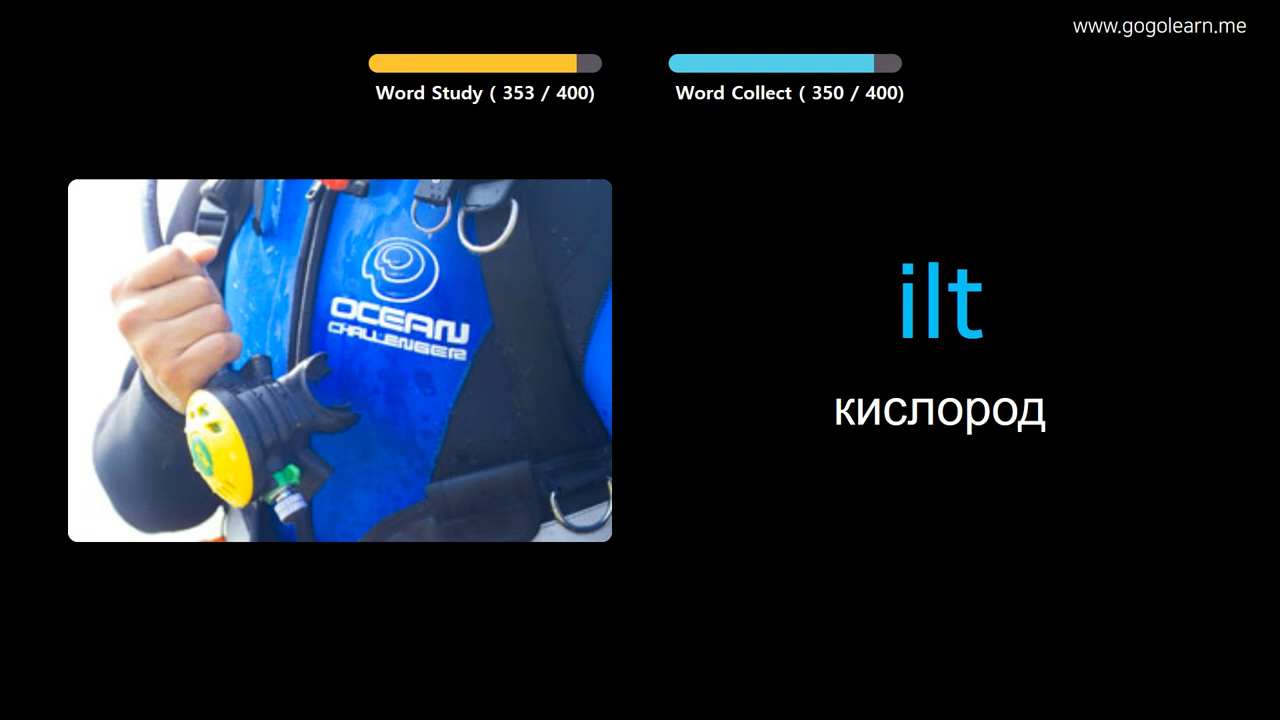 www.gogolearn.me
Word Study ( 353 / 400)
Word Collect ( 350 / 400)
OCEAN
CHALLENGER
ilt
кислород